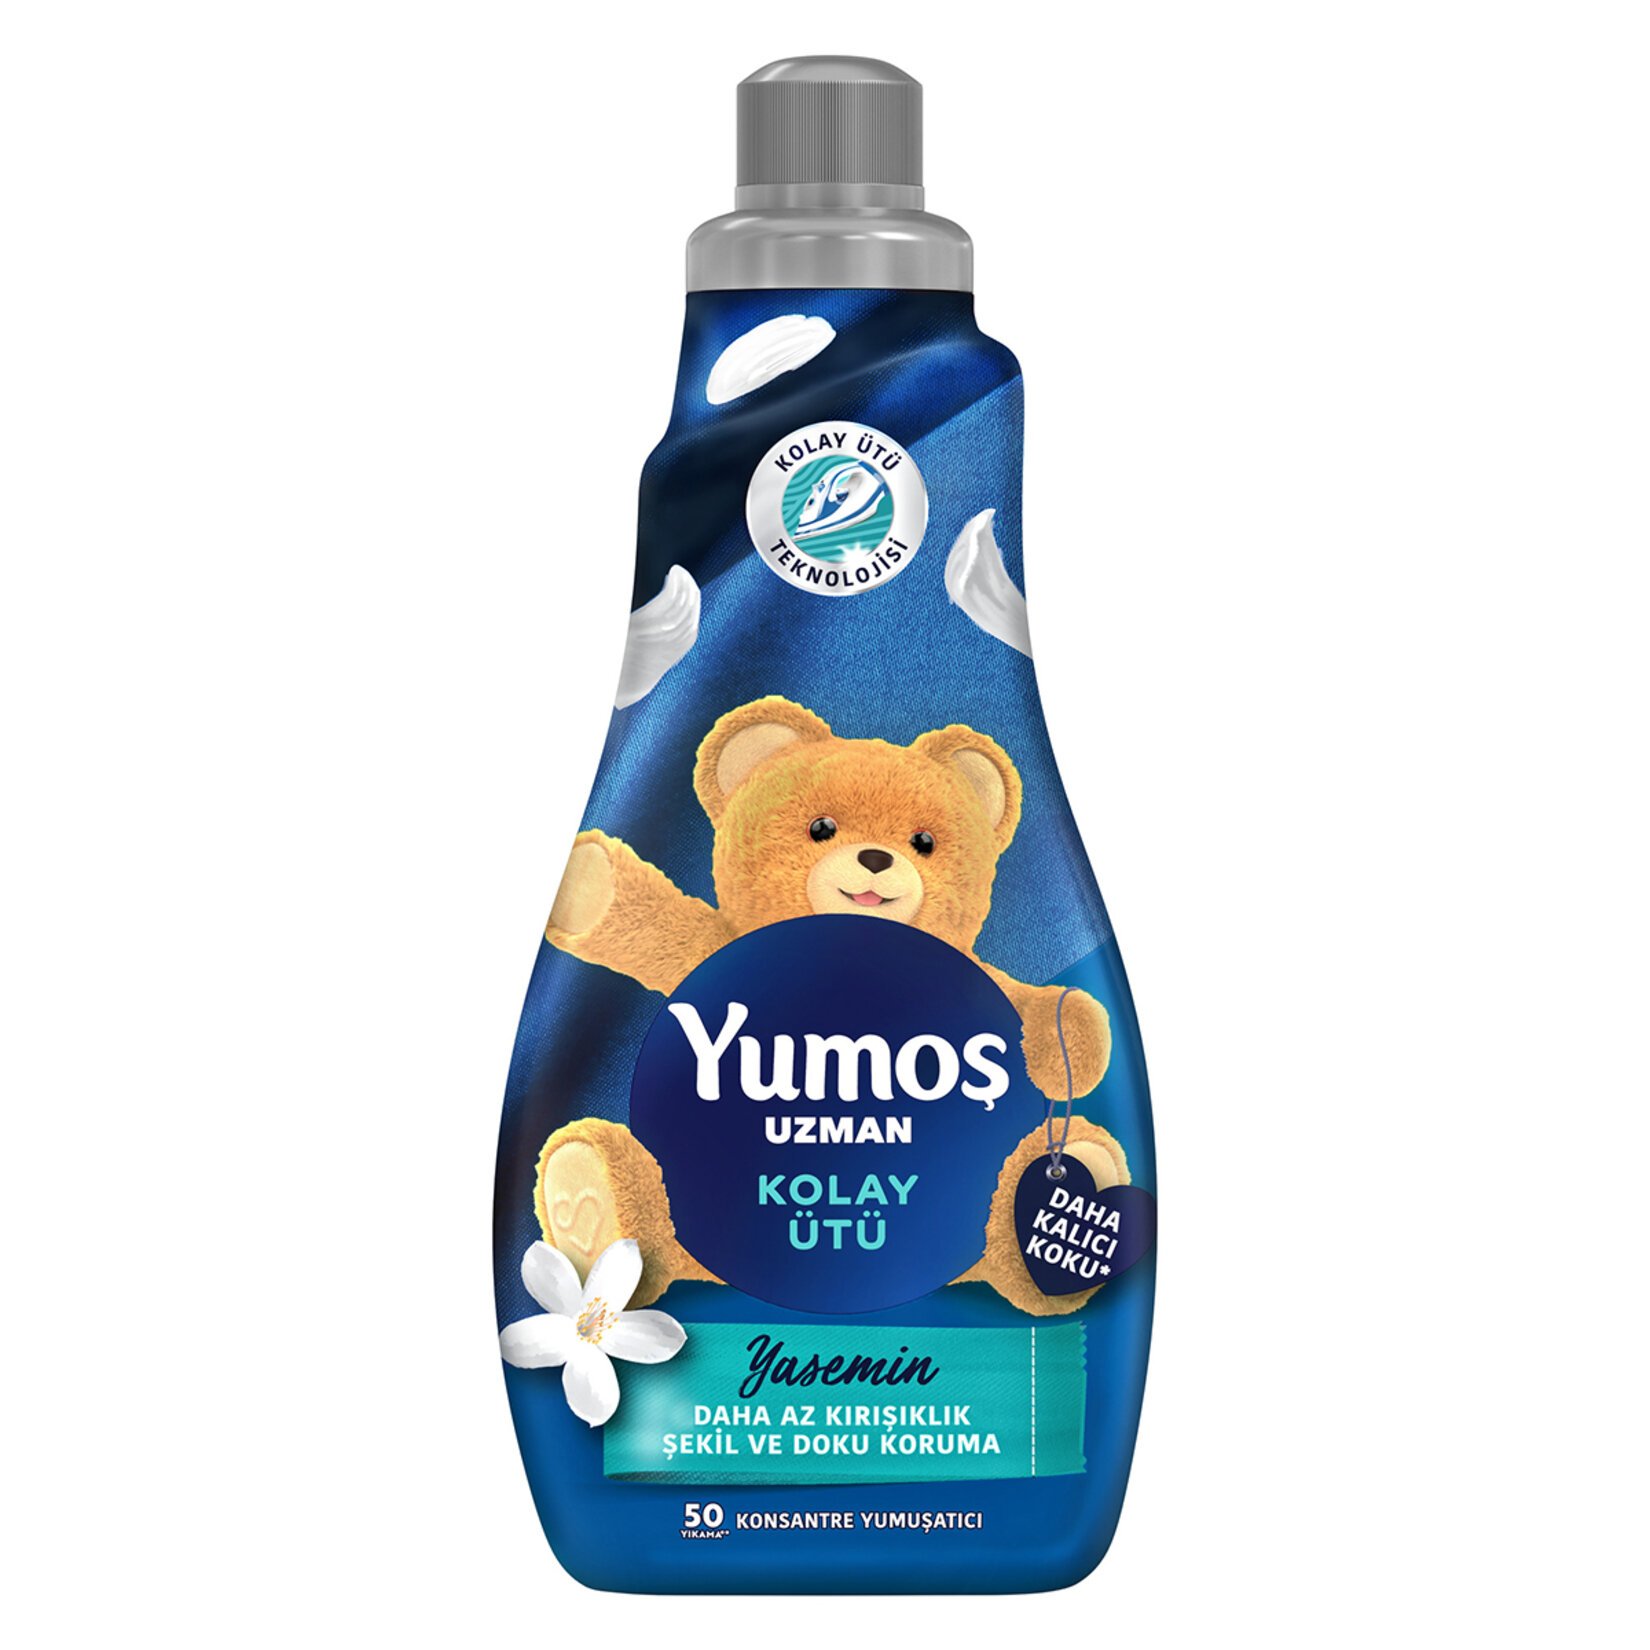 KOLAY ÜTÜ
TEKNOLOJİSİ
Yumoş
UZMAN
KOLAY
ÜTÜ
DAHA
KALICI
KOKU*
Yasemin
DAHA AZ KIRIŞIKLIK
ŞEKİL VE DOKU KORUMA
50 KONSANTRE YUMUŞATICI
YIKAMA**